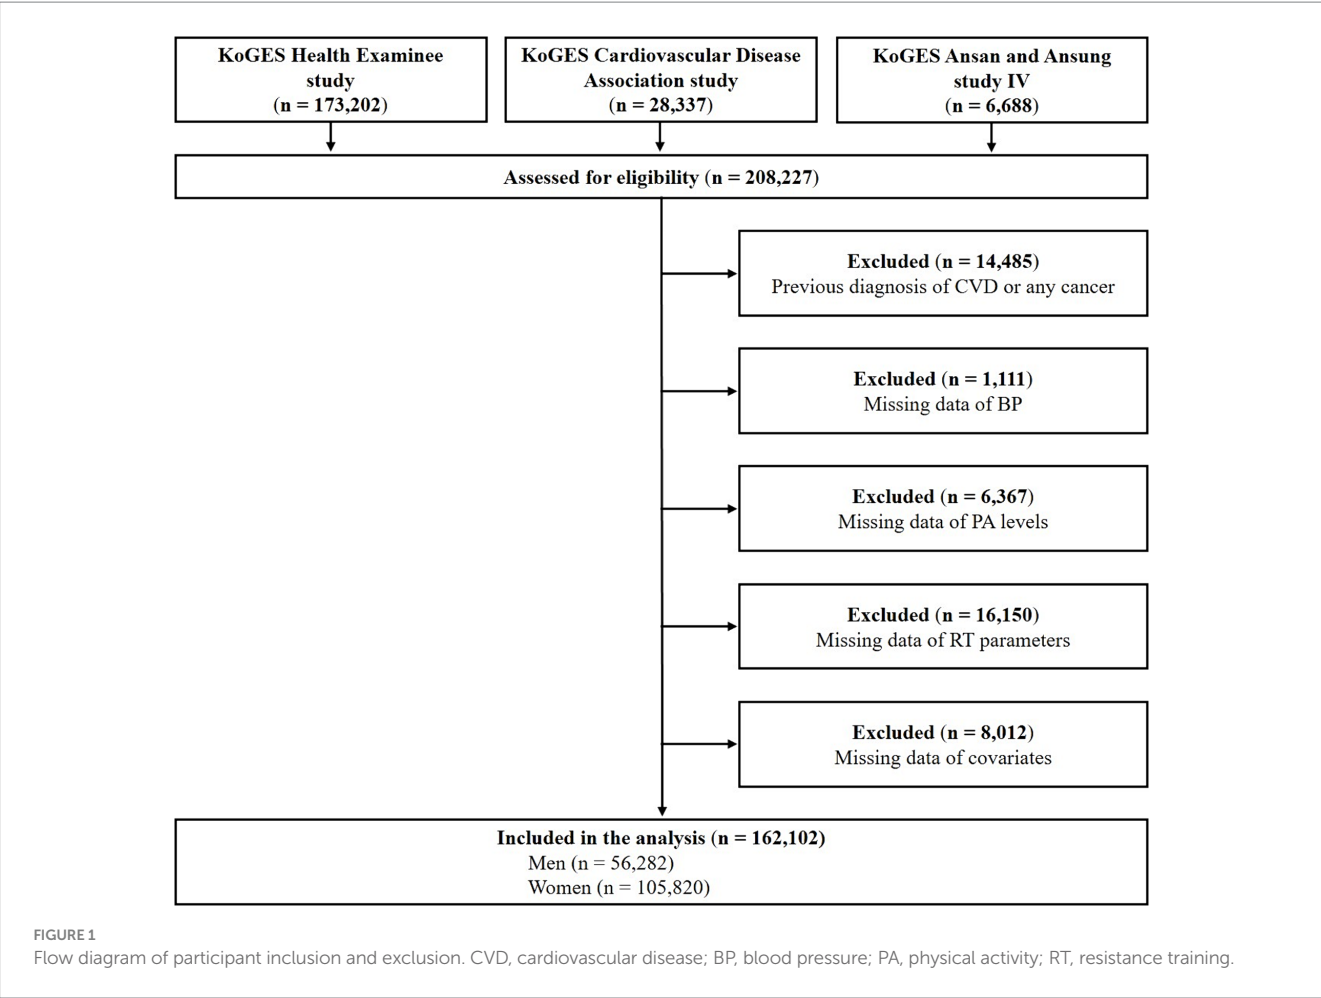 KoGES Health Examinee
study
(n = 173,202)
KoGES Cardiovascular Disease
Association study
(n = 28,337)
KoGES Ansan and Ansung
study IV
(n = 6,688)
Assessed for eligibility (n = 208,227)
Excluded (n = 14,485)
Previous diagnosis of CVD or any cancer
Excluded (n = 1,111)
Missing data of BP
Excluded (n = 6,367)
Missing data of PA levels
Excluded (n = 16,150)
Missing data of RT parameters
Excluded (n = 8,012)
Missing data of covariates
Included in the analysis (n = 162,102)
Men (n = 56,282)
Women (n = 105,820)
FIGURE 1
Flow diagram of participant inclusion and exclusion. CVD, cardiovascular disease; BP, blood pressure; PA, physical activity; RT, resistance training.